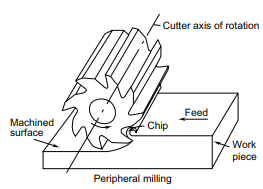 Cutter axis of rotation
Feed
Machined
surface
Chip
Work
piece
Peripheral milling